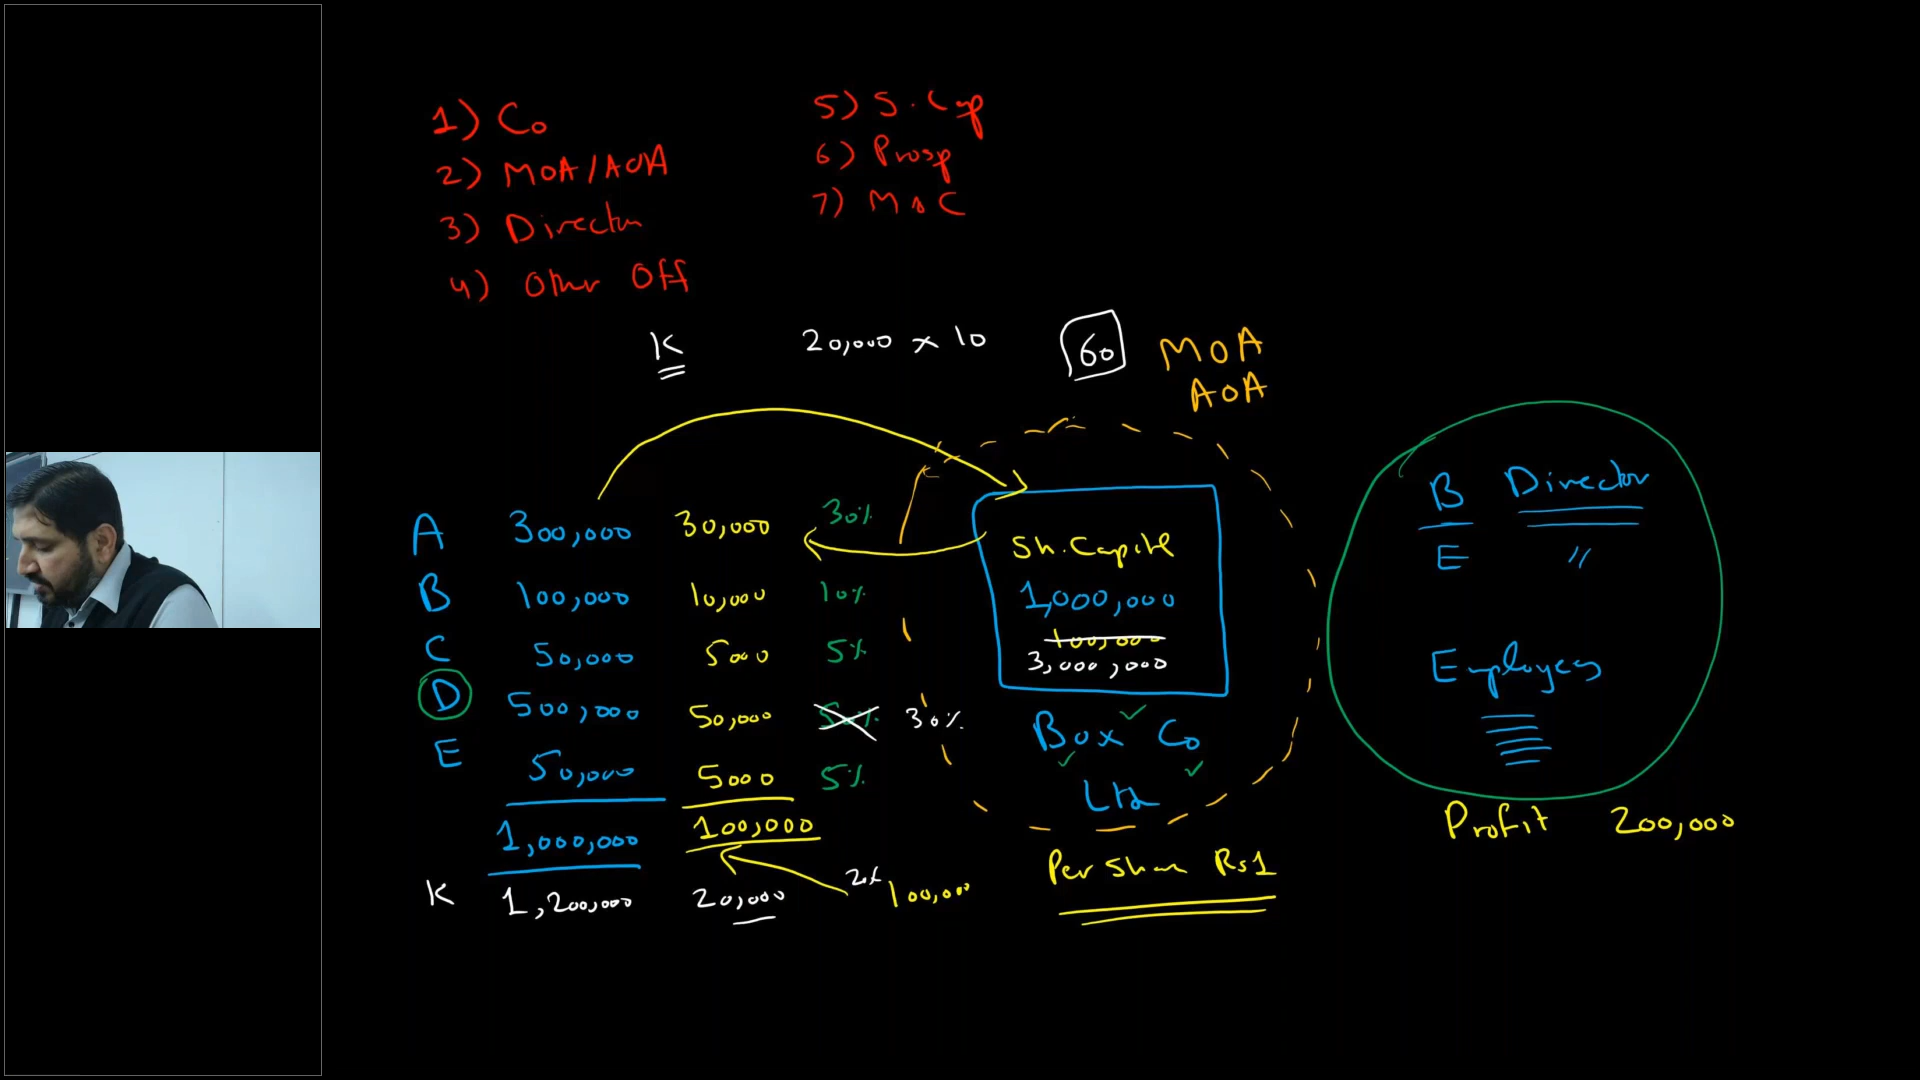 1) Co
2) MOA/AOA
3) Director
4) Other Off
5) S. Cap
6) Prosp
7) M
K 20,000 x 10 60
MOA
AOA
A 300,000 30,000 30%
B 100,000 10,000 10%
C 50,000 5000 5%
D 500,000 50,000 50% 30%
E 50,000 5000 5%
1,000,000 100,000
K 1,200,000 20,000 100,000
Sh. Capital
1,000,000
100,000
3,000,000
Box Co
Ltd
Per Share Rs1
B Director
E "
Employees
Profit 200,000